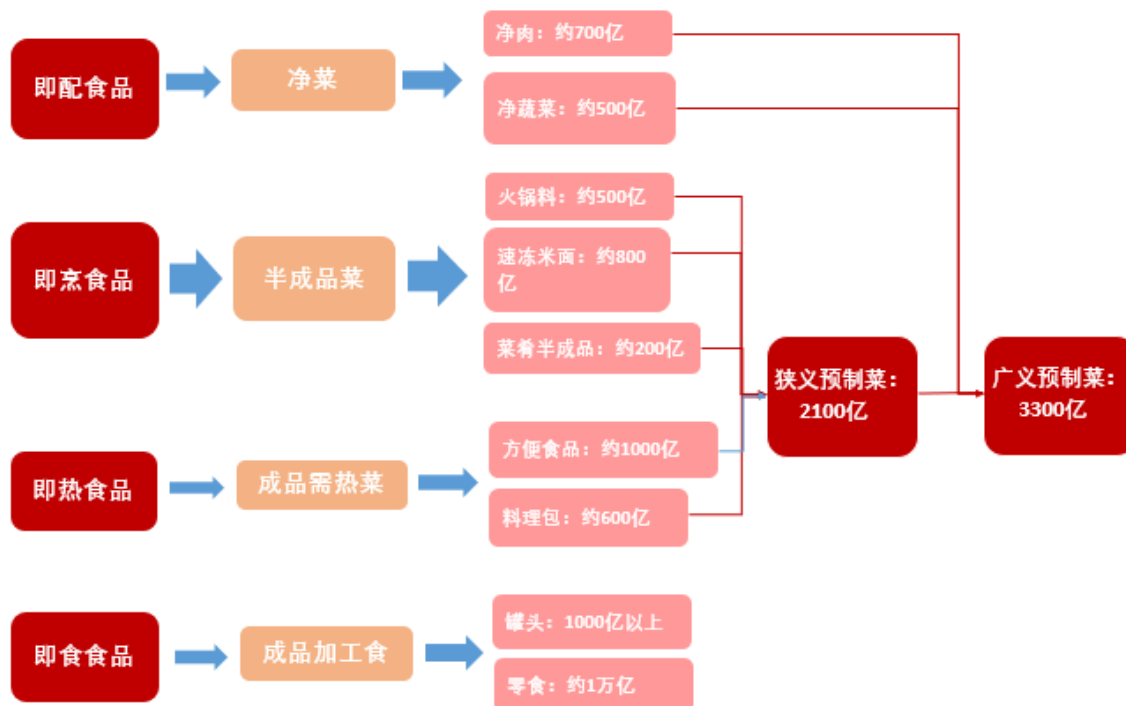 即配食品
净菜
净肉：约700亿
净蔬菜：约500亿
即烹食品
半成品菜
火锅料：约500亿
速冻米面：约800
亿
菜肴半成品：约200亿
狭义预制菜：
2100亿
广义预制菜：
3300亿
即热食品
成品需热菜
方便食品：约1000亿
料理包：约600亿
即食食品
成品加工食
罐头：1000亿以上
零食：约1万亿